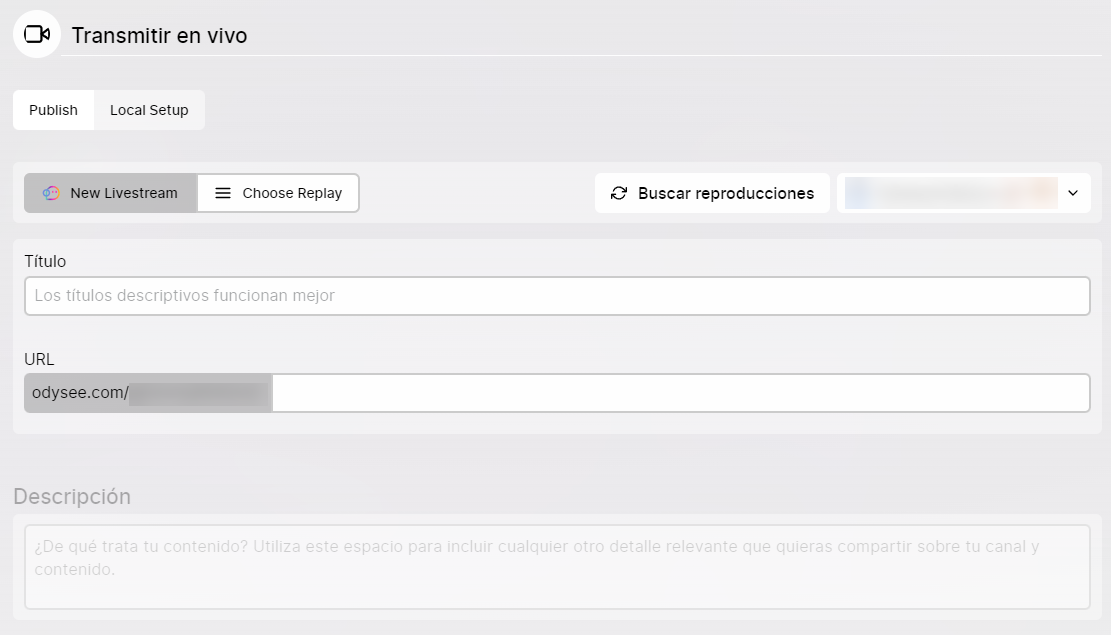 Transmitir en vivo
Publish
Local Setup
New Livestream
Choose Replay
Buscar reproducciones
Título
Los títulos descriptivos funcionan mejor
URL
odysee.com/
Descripción
¿De qué trata tu contenido? Utiliza este espacio para incluir cualquier otro detalle relevante que quieras compartir sobre tu canal y
contenido.